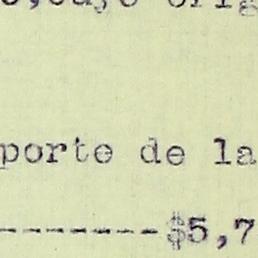 porte de la
--------$5,7